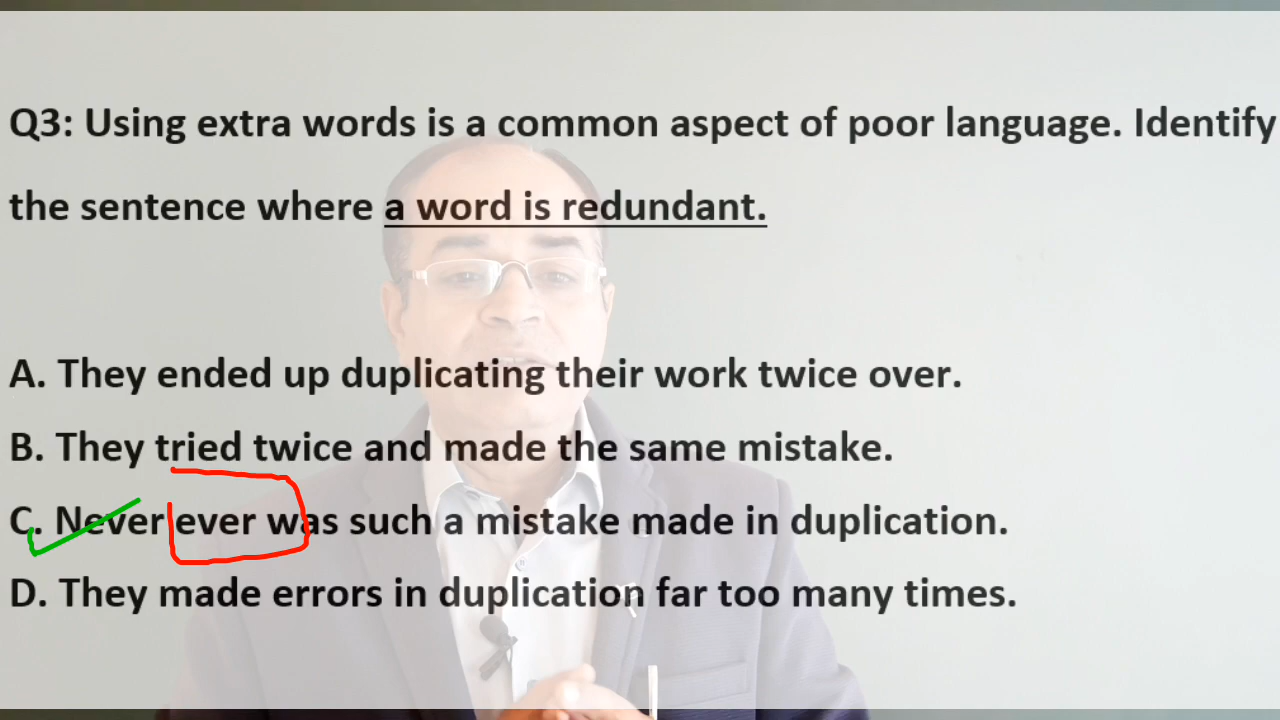 Q3: Using extra words is a common aspect of poor language. Identify
the sentence where a word is redundant.
A. They ended up duplicating their work twice over.
B. They tried twice and made the same mistake.
C. Never ever was such a mistake made in duplication.
D. They made errors in duplication far too many times.